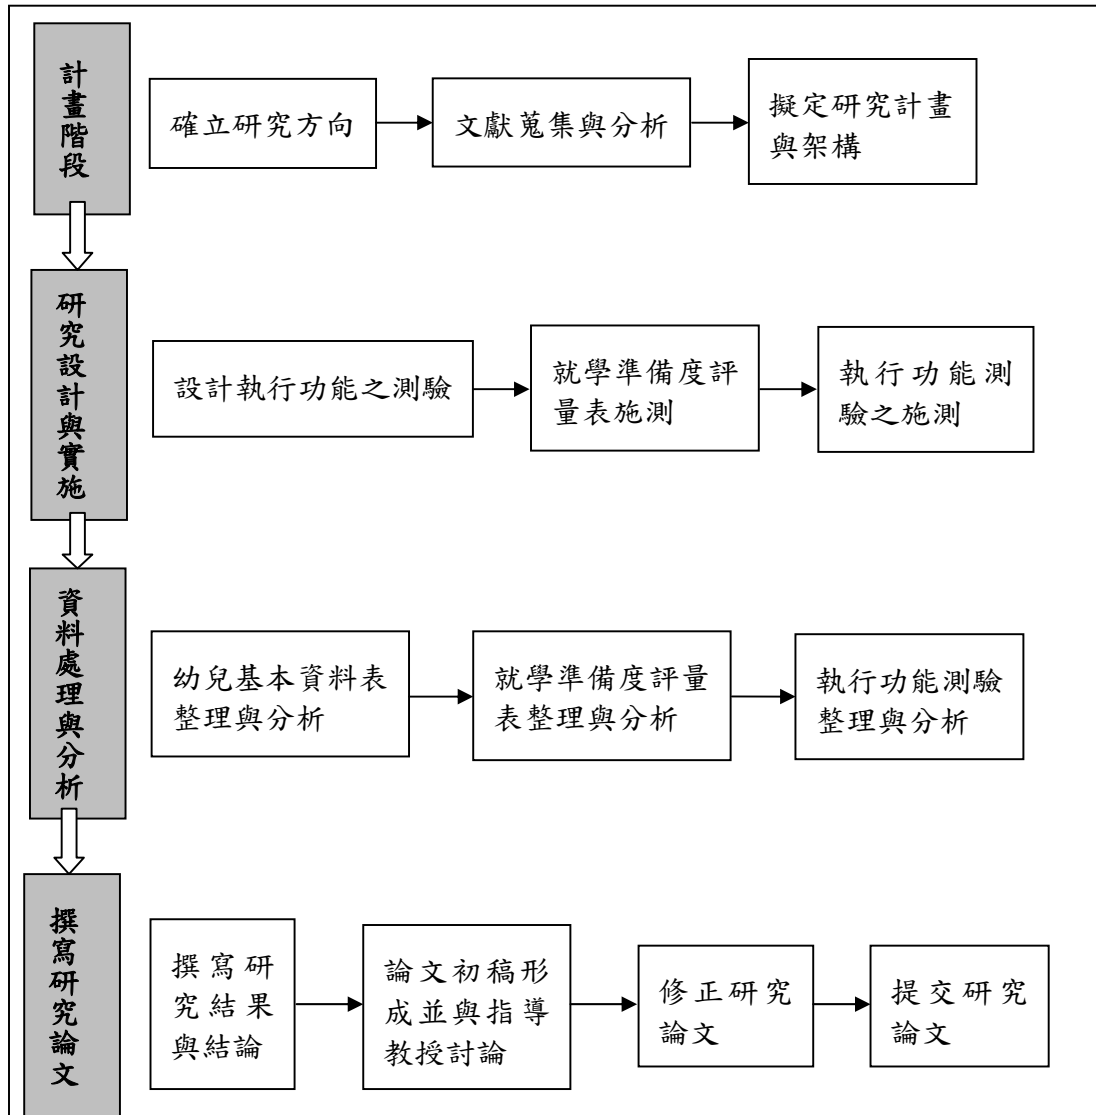 計畫階段
確立研究方向
文獻蒐集與分析
擬定研究計畫
與架構
研究設計與實施
設計執行功能之測驗
就學準備度評
量表施測
執行功能測
驗之施測
資料處理與分析
幼兒基本資料表
整理與分析
就學準備度評量
表整理與分析
執行功能測驗
整理與分析
撰寫研究論文
撰寫研
究結果
與結論
論文初稿形
成並與指導
教授討論
修正研究
論文
提交研究
論文